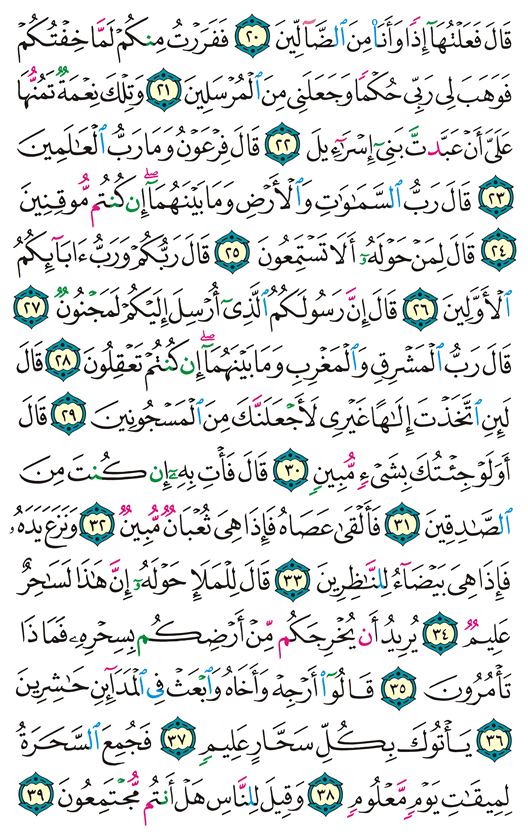 قَالَ فَعَلْتُهَآ إِذًا وَأَنَا۠ مِنَ ٱلضَّآلِّينَ ٢٠ فَفَرَرْتُ مِنكُمْ لَمَّا خِفْتُكُمْ
فَوَهَبَ لِى رَبِّى حُكْمًا وَجَعَلَنِى مِنَ ٱلْمُرْسَلِينَ ٢١ وَتِلْكَ نِعْمَةٌ تَمُنُّهَا
عَلَىَّ أَنْ عَبَّدتَّ بَنِىٓ إِسْرَٰٓءِيلَ ٢٢ قَالَ فِرْعَوْنُ وَمَا رَبُّ ٱلْعَٰلَمِينَ
٢٣ قَالَ رَبُّ ٱلسَّمَٰوَٰتِ وَٱلْأَرْضِ وَمَا بَيْنَهُمَآ ۖ إِن كُنتُم مُّوقِنِينَ
٢٤ قَالَ لِمَنْ حَوْلَهُۥٓ أَلَا تَسْتَمِعُونَ ٢٥ قَالَ رَبُّكُمْ وَرَبُّ ءَابَآئِكُمُ
ٱلْأَوَّلِينَ ٢٦ قَالَ إِنَّ رَسُولَكُمُ ٱلَّذِىٓ أُرْسِلَ إِلَيْكُمْ لَمَجْنُونٌ ٢٧
قَالَ رَبُّ ٱلْمَشْرِقِ وَٱلْمَغْرِبِ وَمَا بَيْنَهُمَآ ۖ إِن كُنتُمْ تَعْقِلُونَ ٢٨ قَالَ
لَئِنِ ٱتَّخَذْتَ إِلَٰهًا غَيْرِى لَأَجْعَلَنَّكَ مِنَ ٱلْمَسْجُونِينَ ٢٩ قَالَ
أَوَلَوْ جِئْتُكَ بِشَىْءٍ مُّبِينٍ ٣٠ قَالَ فَأْتِ بِهِۦٓ إِن كُنتَ مِنَ
ٱلصَّٰدِقِينَ ٣١ فَأَلْقَىٰ عَصَاهُ فَإِذَا هِىَ ثُعْبَانٌ مُّبِينٌ ٣٢ وَنَزَعَ يَدَهُۥ
فَإِذَا هِىَ بَيْضَآءُ لِلنَّٰظِرِينَ ٣٣ قَالَ لِلْمَلَإِ حَوْلَهُۥٓ إِنَّ هَٰذَا لَسَٰحِرٌ
عَلِيمٌ ٣٤ يُرِيدُ أَن يُخْرِجَكُم مِّنْ أَرْضِكُم بِسِحْرِهِۦ فَمَاذَا
تَأْمُرُونَ ٣٥ قَالُوٓا۟ أَرْجِهْ وَأَخَاهُ وَٱبْعَثْ فِى ٱلْمَدَآئِنِ حَٰشِرِينَ
٣٦ يَأْتُوكَ بِكُلِّ سَحَّارٍ عَلِيمٍ ٣٧ فَجُمِعَ ٱلسَّحَرَةُ
لِمِيقَٰتِ يَوْمٍ مَّعْلُومٍ ٣٨ وَقِيلَ لِلنَّاسِ هَلْ أَنتُم مُّجْتَمِعُونَ ٣٩